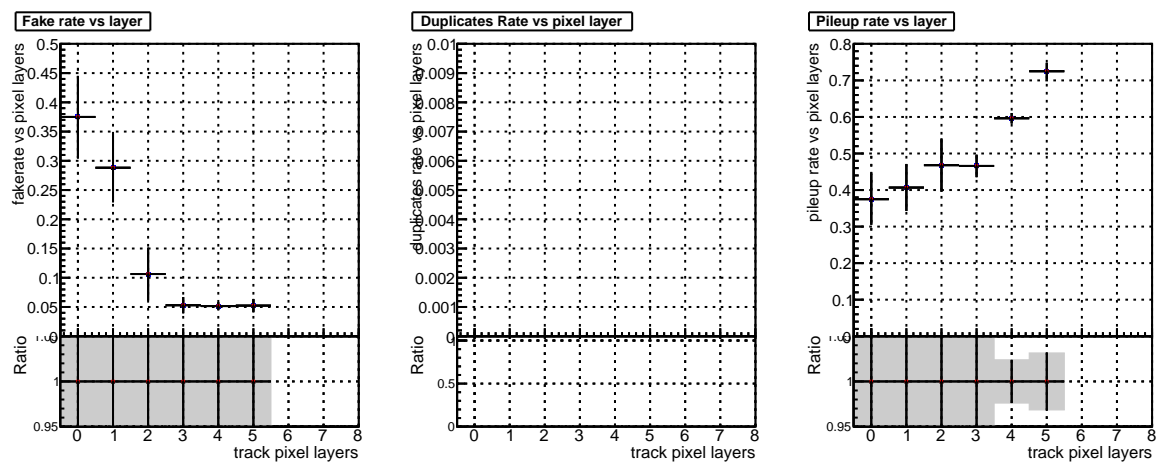 Fake rate vs layer
fakerate vs pixel layers
0.5
0.45
0.4
0.35
0.3
0.25
0.2
0.15
0.1
0.05
0
Ratio
1
0.95
0 1 2 3 4 5 6 7 8
track pixel layers
Duplicates Rate vs pixel layer
duplicates rate vs pixel layers
0.01
0.009
0.008
0.007
0.006
0.005
0.004
0.003
0.002
0.001
0
Ratio
1
0.5
0 1 2 3 4 5 6 7 8
track pixel layers
Pileup rate vs layer
pileup rate vs pixel layers
0.8
0.7
0.6
0.5
0.4
0.3
0.2
0.1
0
Ratio
1
0.95
0 1 2 3 4 5 6 7 8
track pixel layers